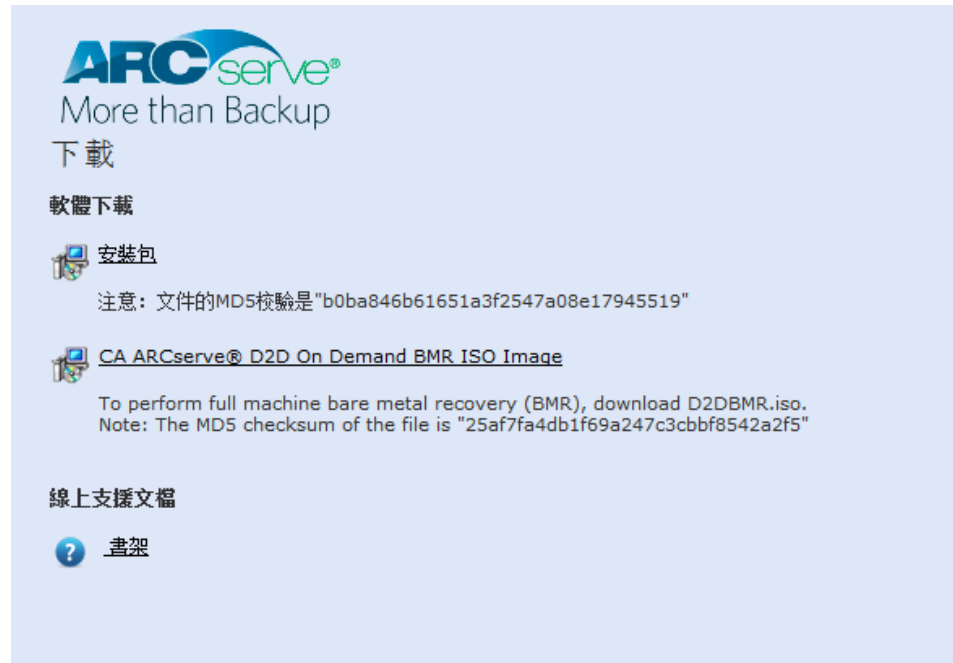 ARCserve®
More than Backup
下載
軟體下載
安裝包
注意：文件的MD5校驗是"b0ba846b61651a3f2547a08e17945519"
CA ARCserve® D2D On Demand BMR ISO Image
To perform full machine bare metal recovery (BMR), download D2DBMR.iso.
Note: The MD5 checksum of the file is "25af7fa4db1f69a247c3cbbf8542a2f5"
線上支援文檔
?
書架